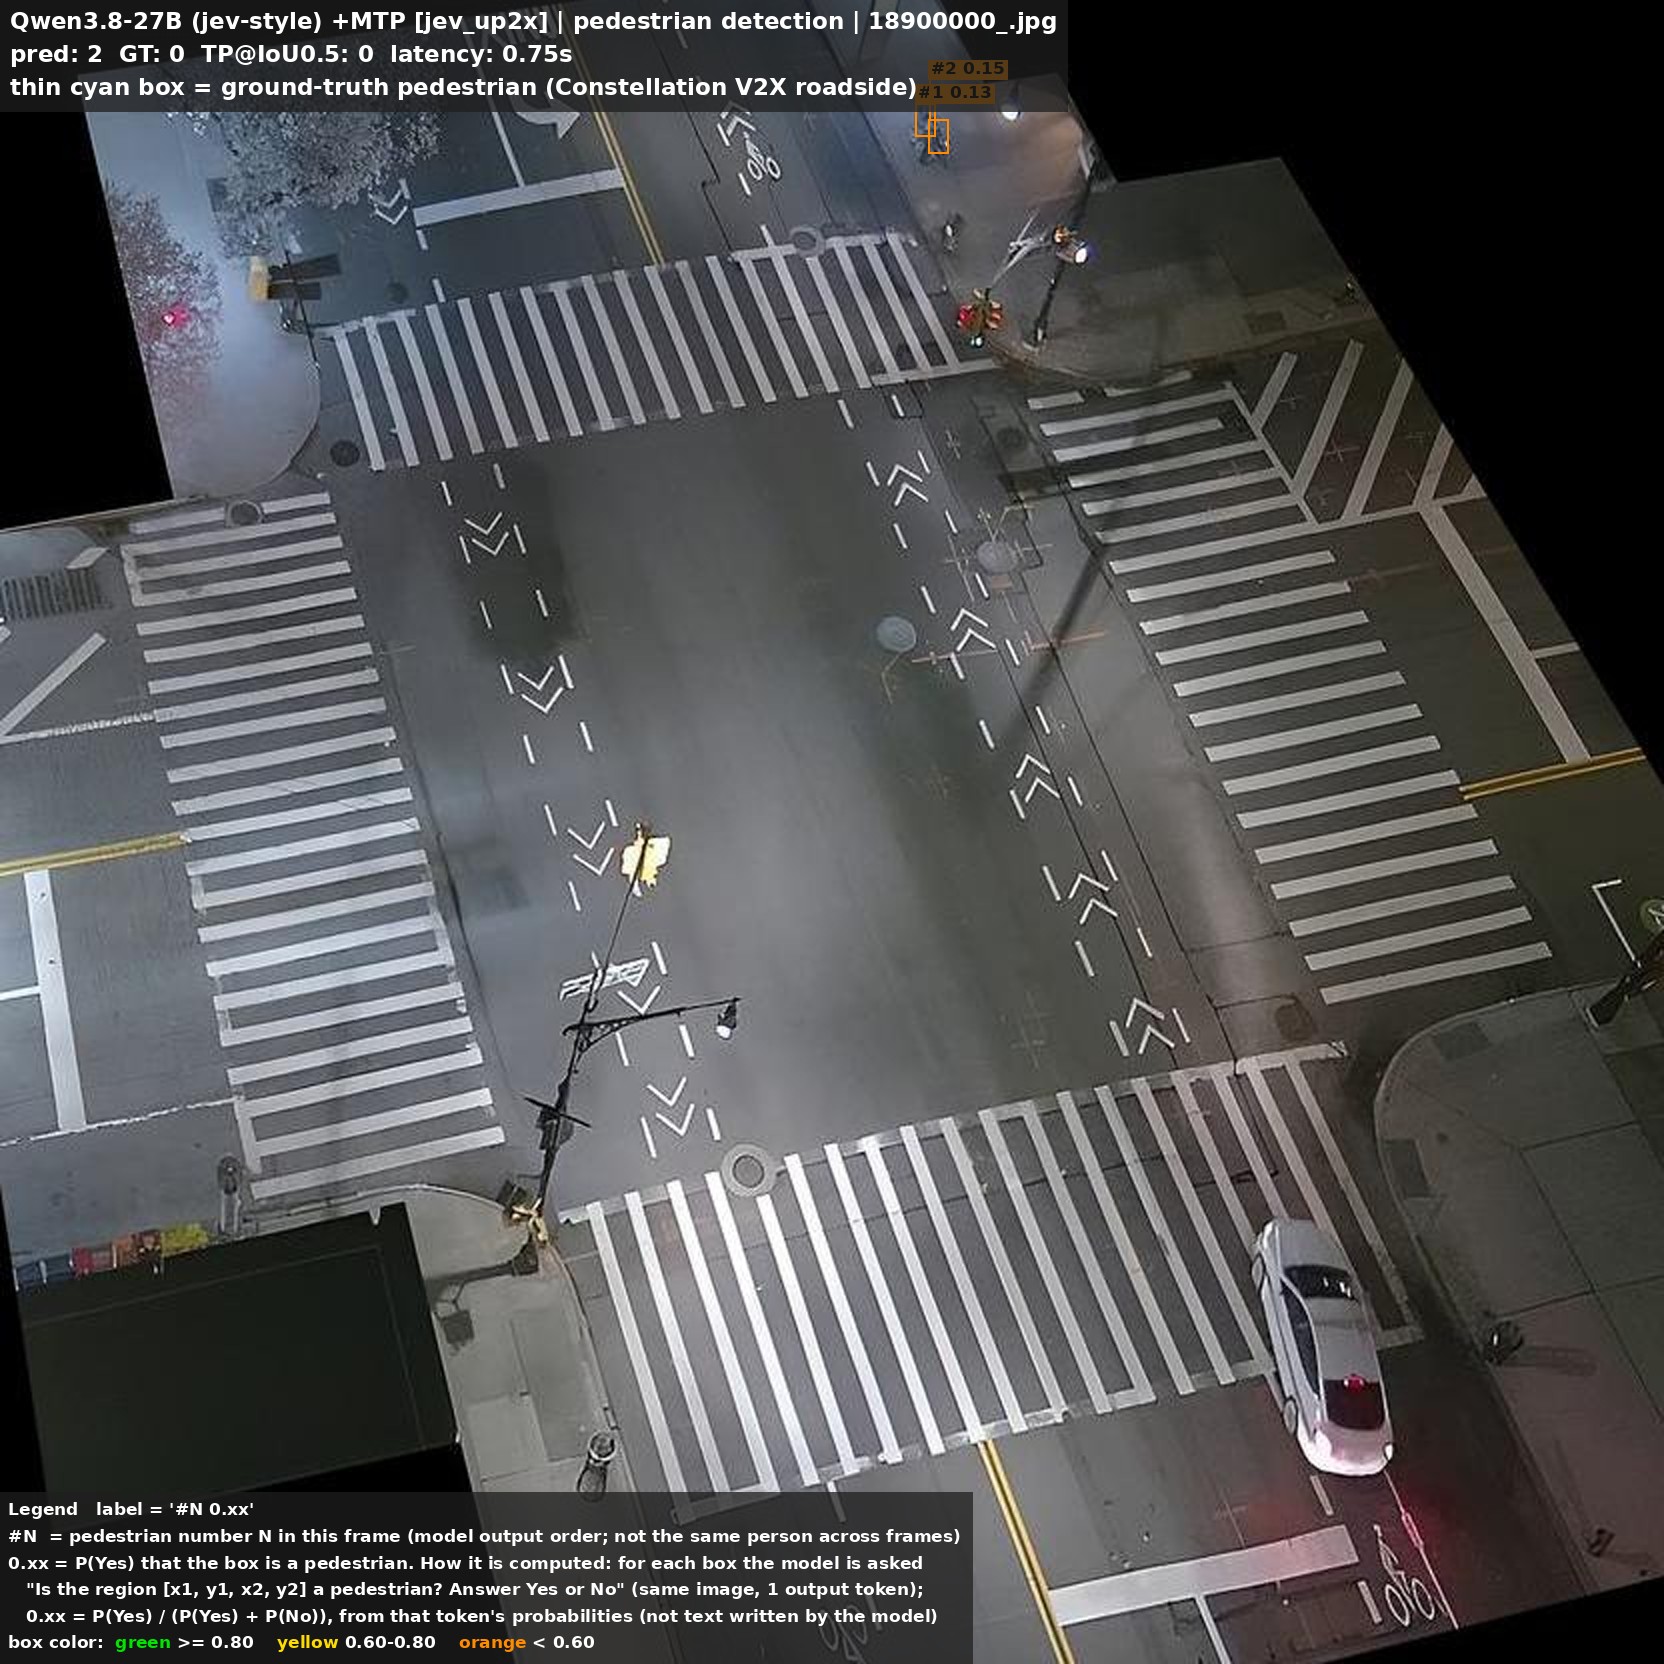 Qwen3.8-27B (jev-style) +MTP [jev_up2x] | pedestrian detection | 18900000_.jpg
pred: 2  GT: 0  TP@IoU0.5: 0  latency: 0.75s
thin cyan box = ground-truth pedestrian (Constellation V2X roadside)
#2 0.15
#1 0.13
Legend   label = '#N 0.xx'
#N  = pedestrian number N in this frame (model output order; not the same person across frames)
0.xx = P(Yes) that the box is a pedestrian. How it is computed: for each box the model is asked
"Is the region [x1, y1, x2, y2] a pedestrian? Answer Yes or No" (same image, 1 output token);
0.xx = P(Yes) / (P(Yes) + P(No)), from that token's probabilities (not text written by the model)
box color:  green >= 0.80    yellow 0.60-0.80    orange < 0.60